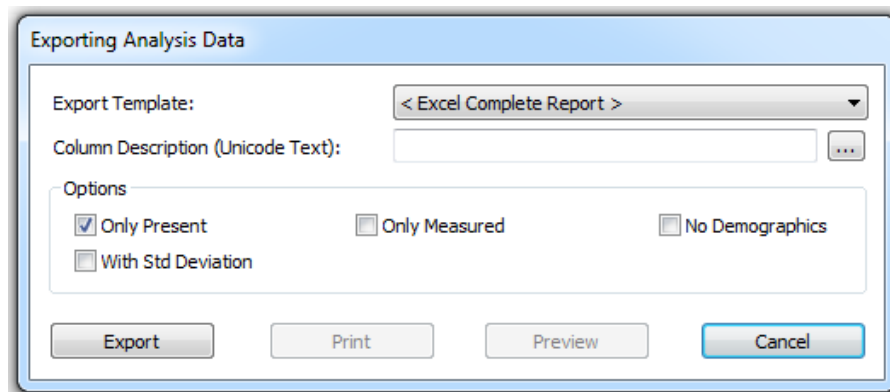 Exporting Analysis Data
Export Template: < Excel Complete Report >
Column Description (Unicode Text): ...
Options
Only Present Only Measured No Demographics
With Std Deviation
Export Print Preview Cancel